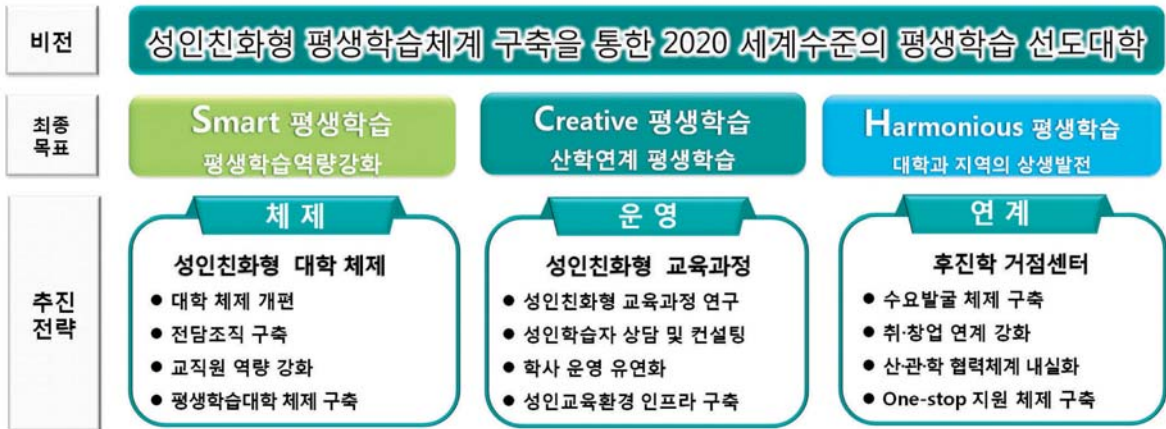 비전
성인친화형 평생학습체계 구축을 통한 2020 세계수준의 평생학습 선도대학
최종
목표
Smart 평생학습
평생학습역량강화
Creative 평생학습
산학연계 평생학습
Harmonious 평생학습
대학과 지역의 상생발전
추진
전략
체 제
성인친화형 대학 체제
● 대학 체제 개편
● 전담조직 구축
● 교직원 역량 강화
● 평생학습대학 체제 구축
운 영
성인친화형 교육과정
● 성인친화형 교육과정 연구
● 성인학습자 상담 및 컨설팅
● 학사 운영 유연화
● 성인교육환경 인프라 구축
연 계
후진학 거점센터
● 수요발굴 체제 구축
● 취·창업 연계 강화
● 산·관·학 협력체계 내실화
● One-stop 지원 체제 구축